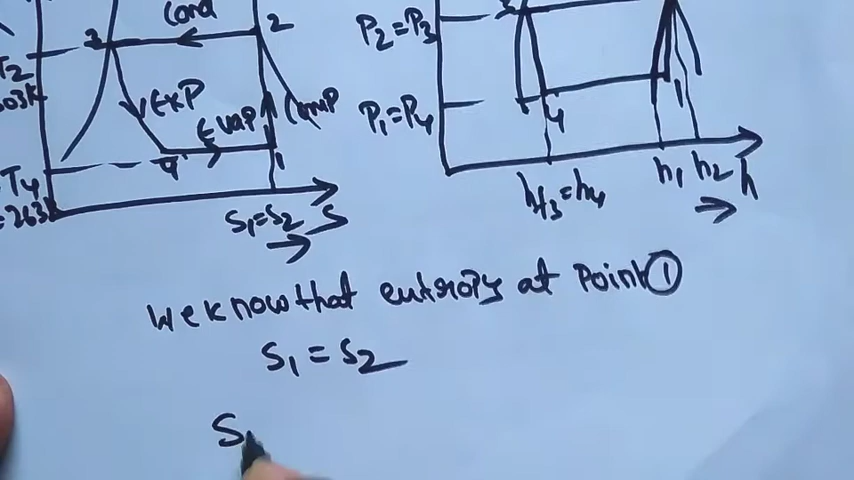 Cond
3
2
T2
303K
EXP
EVAP
ComP
4
1
T4
=263K
S1=S2
S
P2=P3
P1=P4
4
1
hf3=h4
h1 h2
h
We know that entropy at Point ①
S1 = S2
S